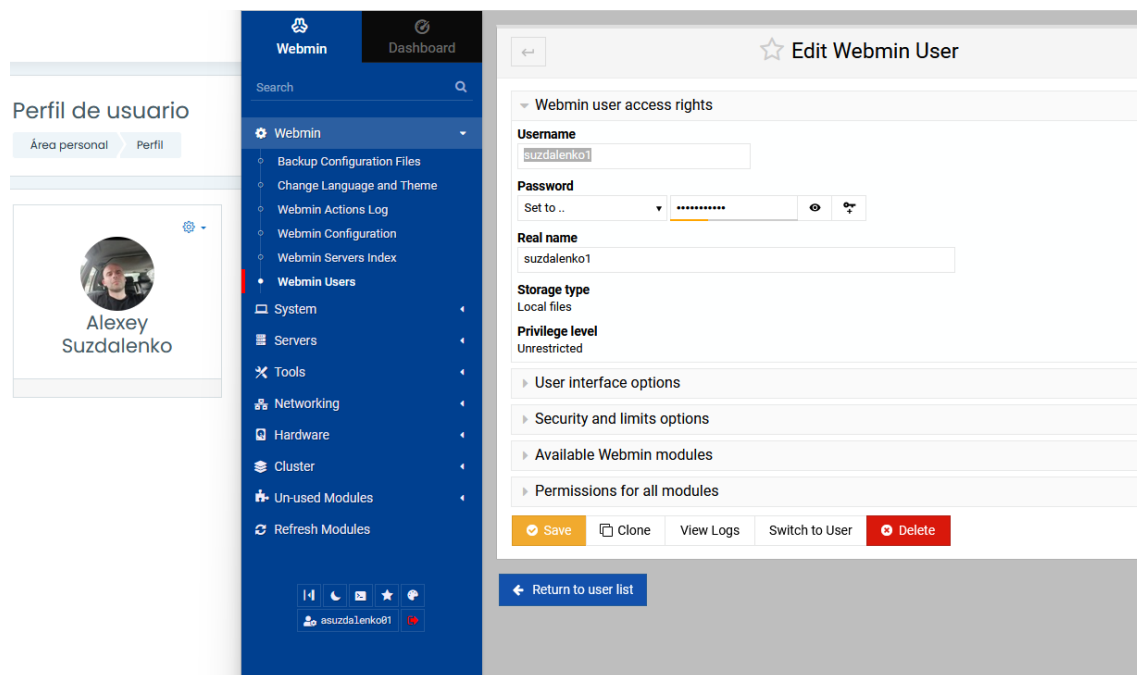 Perfil de usuario
Área personal
Perfil
Alexey
Suzdalenko
Webmin
Dashboard
Search
Webmin
Backup Configuration Files
Change Language and Theme
Webmin Actions Log
Webmin Configuration
Webmin Servers Index
Webmin Users
System
Servers
Tools
Networking
Hardware
Cluster
Un-used Modules
Refresh Modules
asuzdalenko01
Edit Webmin User
Webmin user access rights
Username
suzdalenko1
Password
Set to .. •••••••••••
Real name
suzdalenko1
Storage type
Local files
Privilege level
Unrestricted
User interface options
Security and limits options
Available Webmin modules
Permissions for all modules
Save Clone View Logs Switch to User Delete
Return to user list